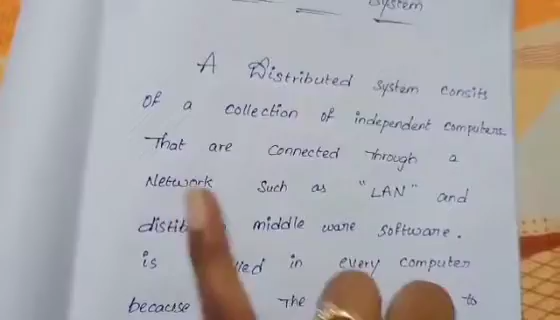 System
A Distributed system consits
of a collection of independent computers
That are connected through a
Network such as "LAN" and
middle ware software.
is in every computer
because The to